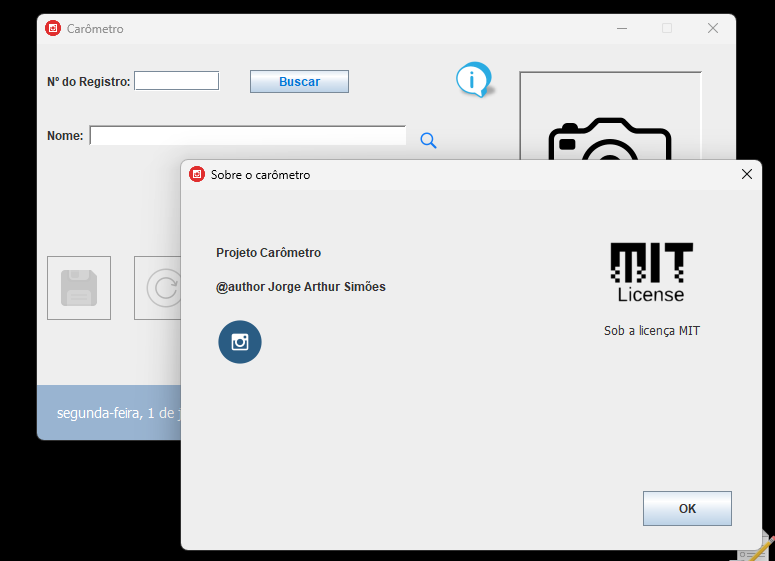 Carômetro
Nº do Registro:
Buscar
Nome:
Sobre o carômetro
Projeto Carômetro
@author Jorge Arthur Simões
MIT
License
Sob a licença MIT
segunda-feira, 1 de j
OK